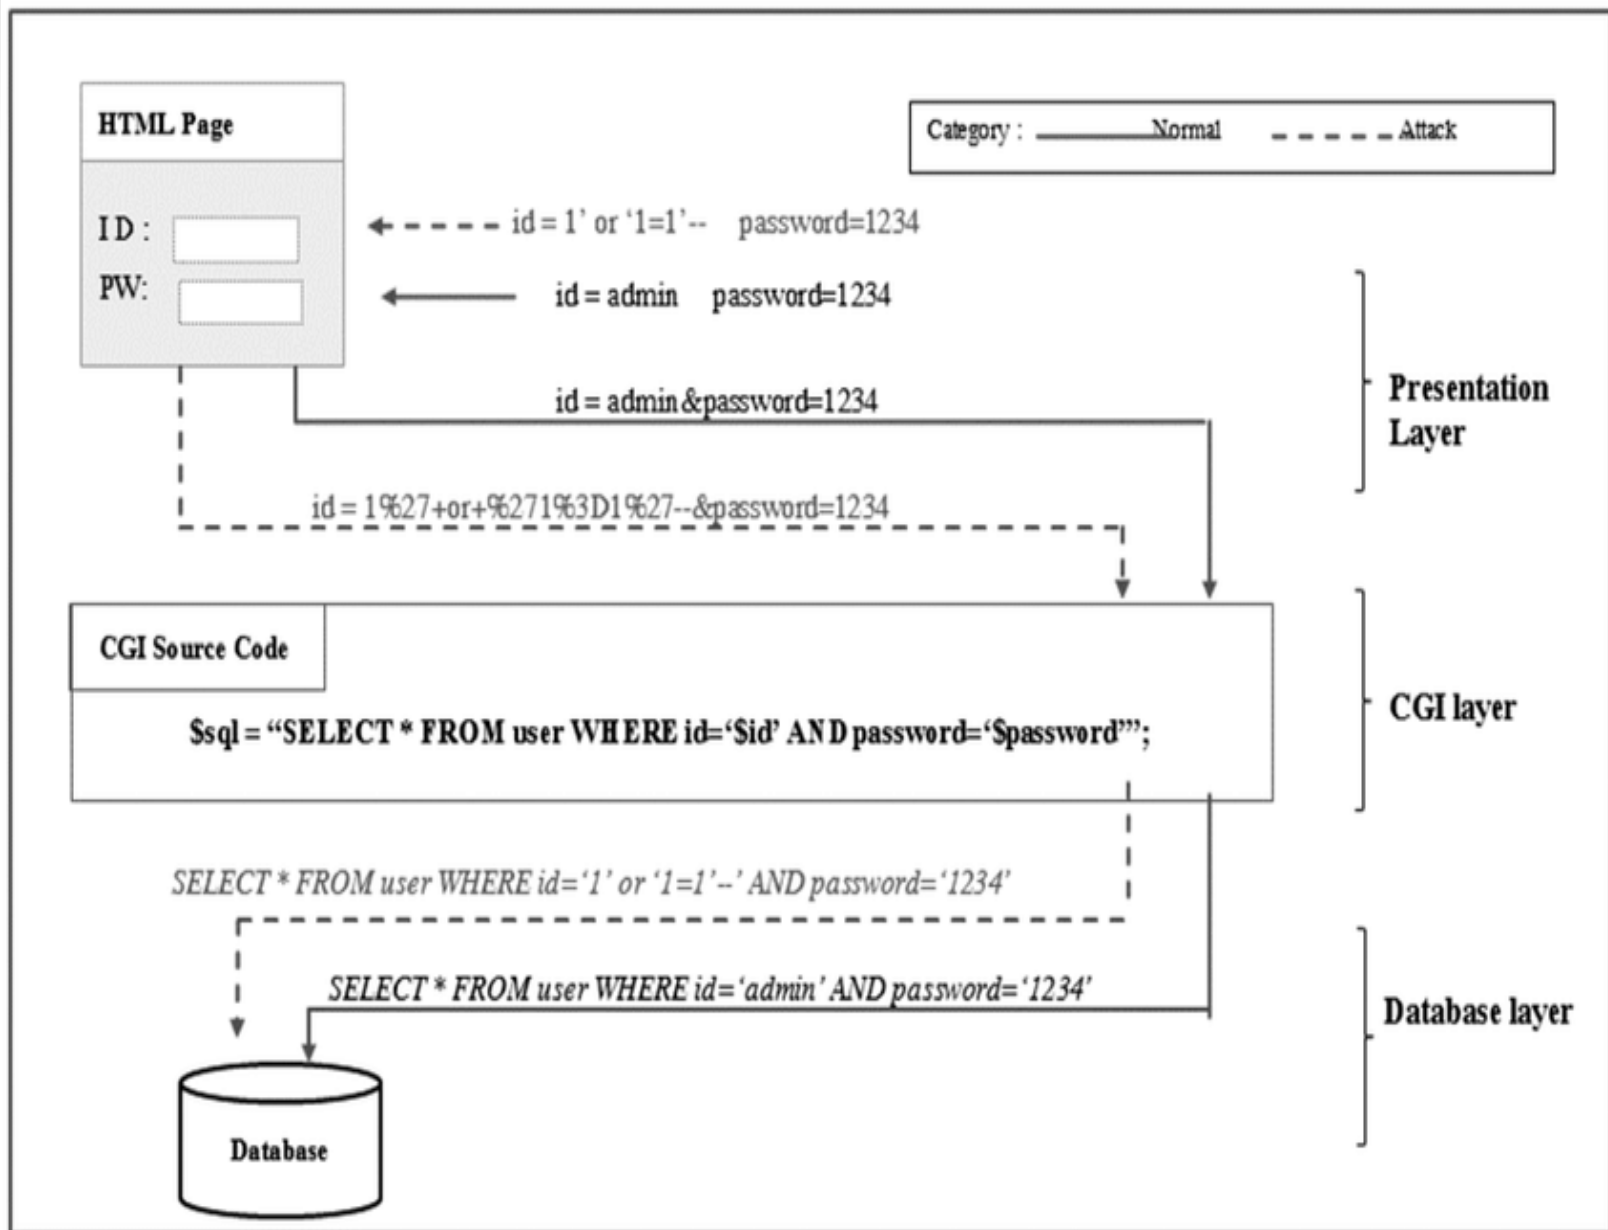 HTML Page
Category : Normal Attack
ID :
id = 1’ or ‘1=1’-- password=1234
PW:
id = admin password=1234
id = admin&password=1234
Presentation
Layer
id = 1%27+or+%271%3D1%27--&password=1234
CGI Source Code
$sql = “SELECT * FROM user WHERE id=‘$id’ AND password=‘$password’”;
CGI layer
SELECT * FROM user WHERE id=‘1’ or ‘1=1’--’ AND password=‘1234’
SELECT * FROM user WHERE id=‘admin’ AND password=‘1234’
Database layer
Database